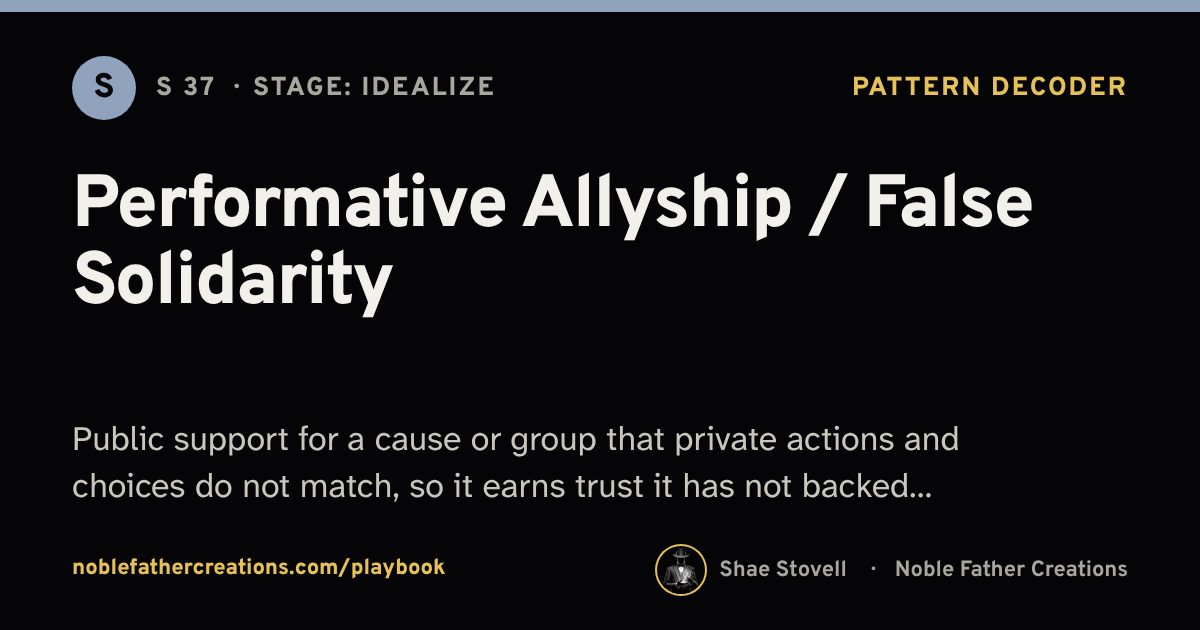 S
S 37 · STAGE: IDEALIZE
PATTERN DECODER
Performative Allyship / False
Solidarity
Public support for a cause or group that private actions and
choices do not match, so it earns trust it has not backed...
noblefathercreations.com/playbook
Shae Stovell · Noble Father Creations